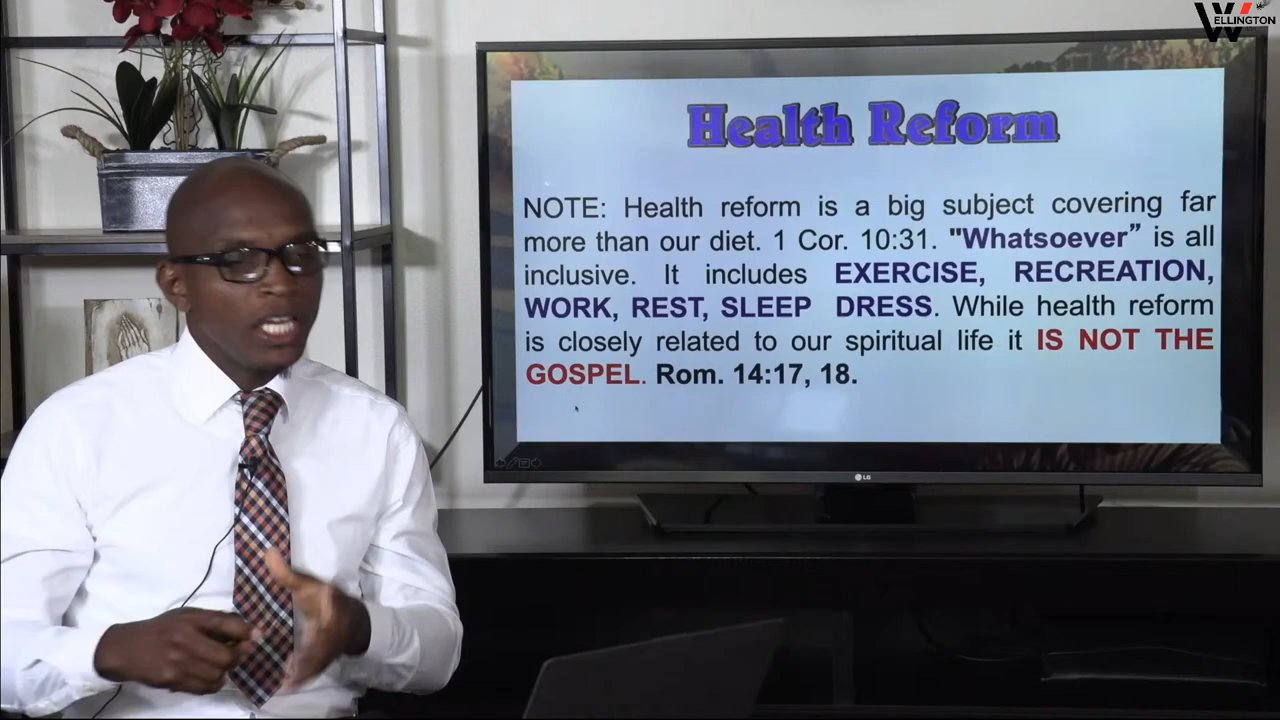 WELLINGTON
Health Reform
NOTE: Health reform is a big subject covering far
more than our diet. 1 Cor. 10:31. "Whatsoever” is all
inclusive. It includes EXERCISE, RECREATION,
WORK, REST, SLEEP DRESS. While health reform
is closely related to our spiritual life it IS NOT THE
GOSPEL. Rom. 14:17, 18.
LG